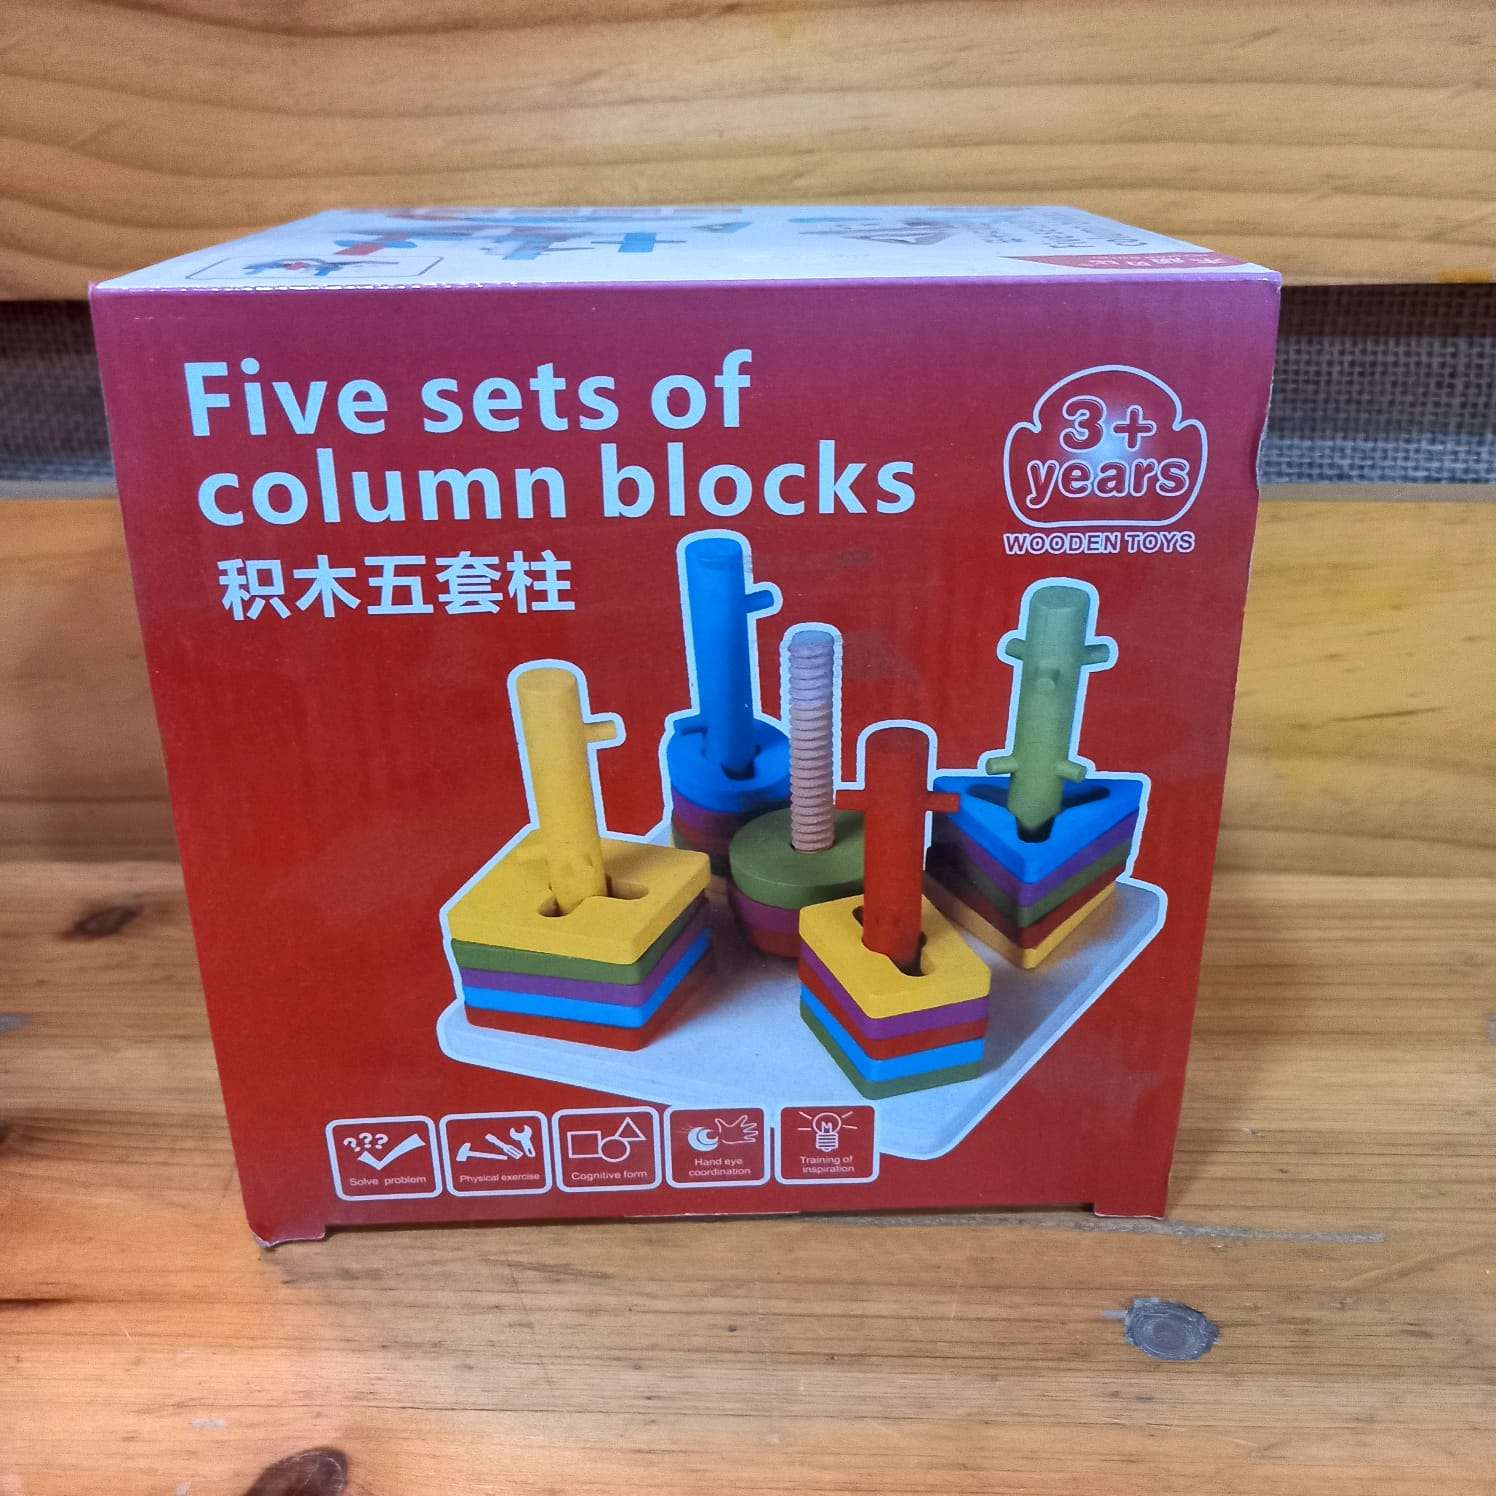 Five sets of
column blocks
积木五套柱
3+
years
WOODEN TOYS
???
Solve problem
Physical exercise
Cognitive form
Hand eye
coordination
M
Training of
inspiration